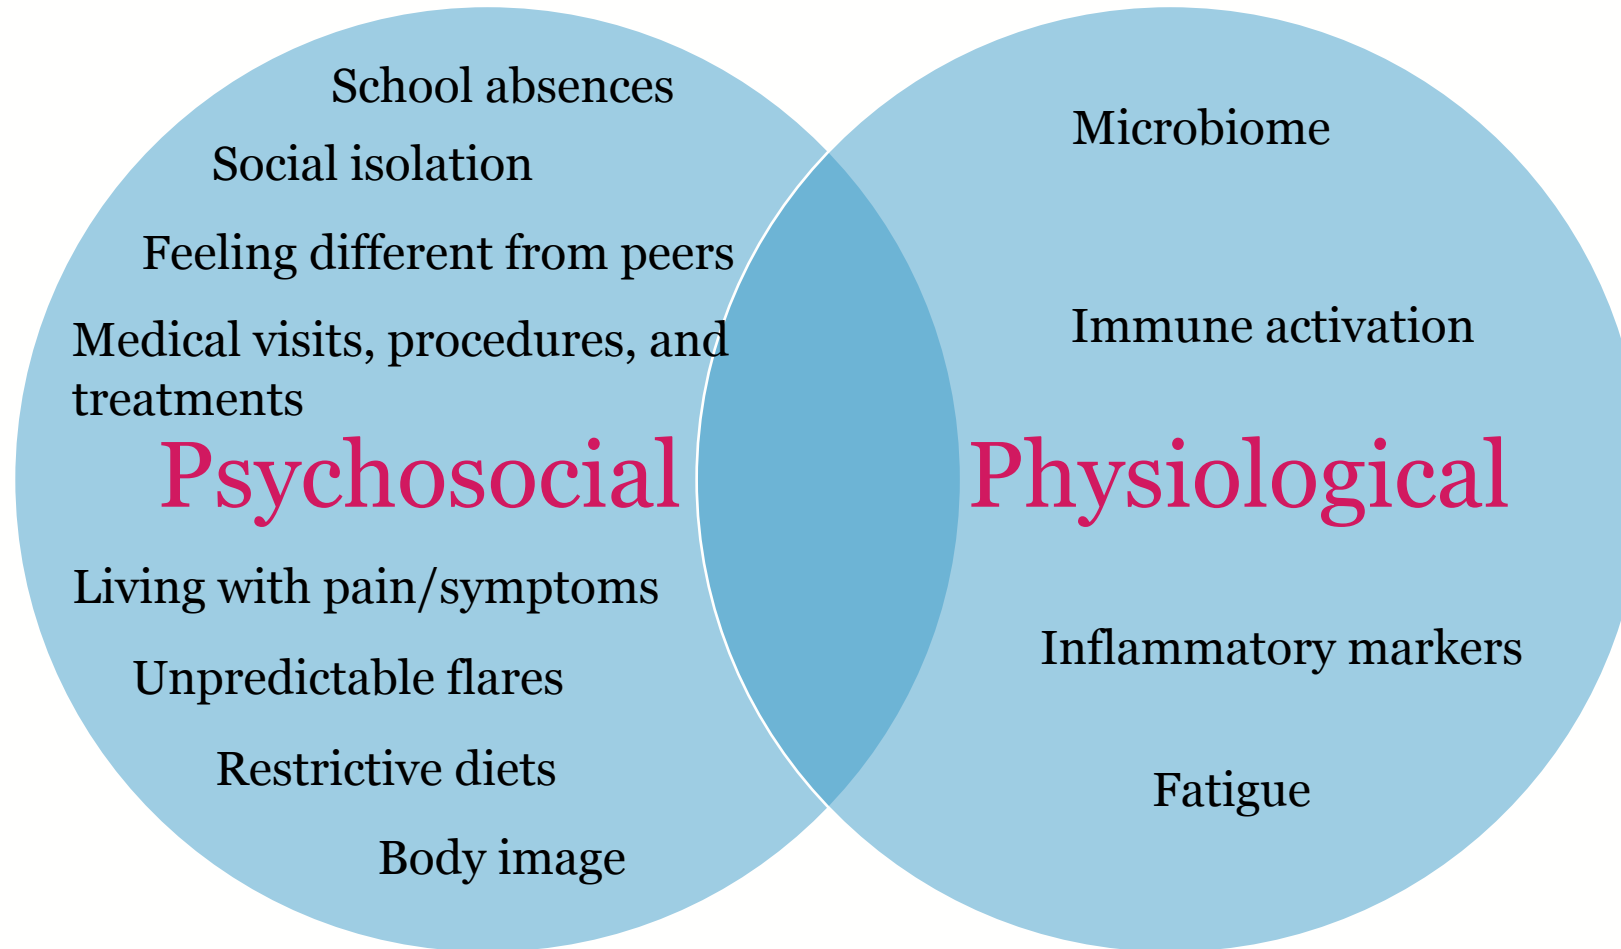 School absences
Social isolation
Feeling different from peers
Medical visits, procedures, and
treatments
Psychosocial
Living with pain/symptoms
Unpredictable flares
Restrictive diets
Body image
Microbiome
Immune activation
Physiological
Inflammatory markers
Fatigue